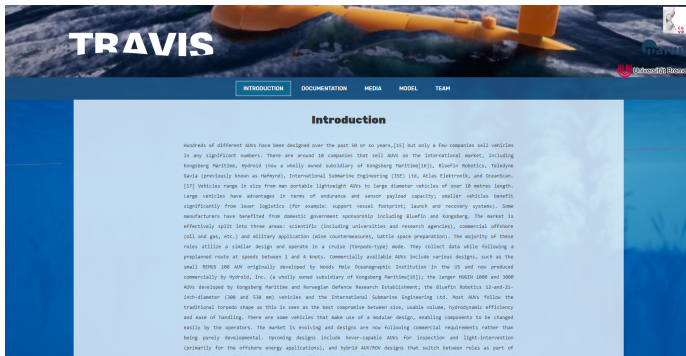 TRAVIS
CG
VR
marum
Universität Breme
INTRODUCTION DOCUMENTATION MEDIA MODEL TEAM
Introduction
Hundreds of different AUVs have been designed over the past 60 or so years,[15] but only a few companies sell vehicles
in any significant numbers. There are around 10 companies that sell AUVs on the international market, including
Kongsberg Maritime, Hydroid (now a wholly owned subsidiary of Kongsberg Maritime[16]), Bluefin Robotics, Teledyne
Gavia (previously known as Hafmynd), International Submarine Engineering (ISE) Ltd, Atlas Elektronik, and OceanScan.
[17] Vehicles range in size from man portable lightweight AUVs to large diameter vehicles of over 10 metres length.
Large vehicles have advantages in terms of endurance and sensor payload capacity; smaller vehicles benefit
significantly from lower logistics (for example: support vessel footprint; launch and recovery systems). Some
manufacturers have benefited from domestic government sponsorship including Bluefin and Kongsberg. The market is
effectively split into three areas: scientific (including universities and research agencies), commercial offshore
(oil and gas, etc.) and military application (mine countermeasures, battle space preparation). The majority of these
roles utilize a similar design and operate in a cruise (torpedo-type) mode. They collect data while following a
preplanned route at speeds between 1 and 4 knots. Commercially available AUVs include various designs, such as the
small REMUS 100 AUV originally developed by Woods Hole Oceanographic Institution in the US and now produced
commercially by Hydroid, Inc. (a wholly owned subsidiary of Kongsberg Maritime[16]); the larger HUGIN 1000 and 3000
AUVs developed by Kongsberg Maritime and Norwegian Defence Research Establishment; the Bluefin Robotics 12-and-21-
inch-diameter (300 and 530 mm) vehicles and the International Submarine Engineering Ltd. Most AUVs follow the
traditional torpedo shape as this is seen as the best compromise between size, usable volume, hydrodynamic efficiency
and ease of handling. There are some vehicles that make use of a modular design, enabling components to be changed
easily by the operators. The market is evolving and designs are now following commercial requirements rather than
being purely developmental. Upcoming designs include hover-capable AUVs for inspection and light-intervention
(primarily for the offshore energy applications), and hybrid AUV/ROV designs that switch between roles as part of